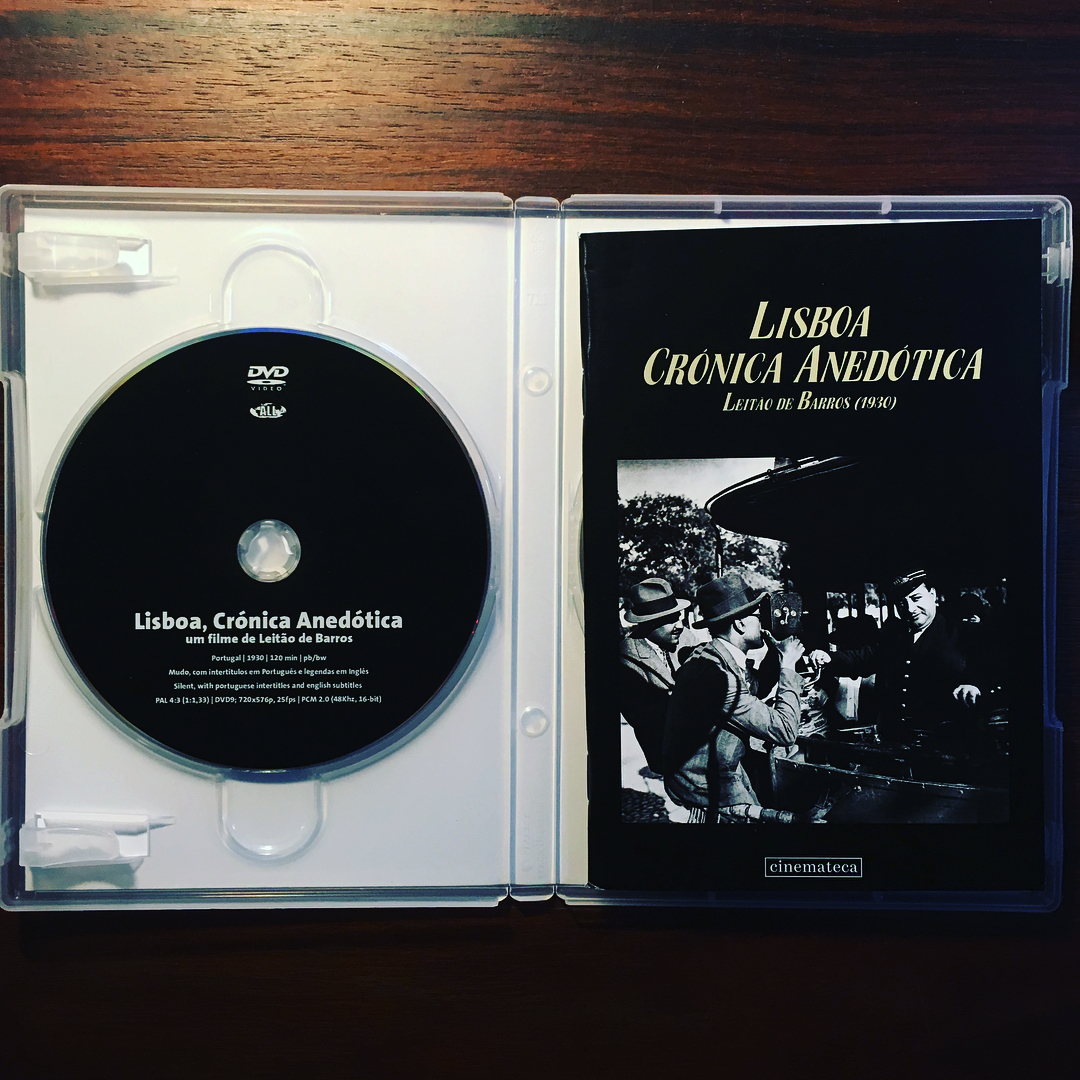 DVD
VIDEO
ALL
Lisboa, Crónica Anedótica
um filme de Leitão de Barros
Portugal | 1930 | 120 min | pb/bw
Mudo, com intertítulos em Português e legendas em Inglês
Silent, with portuguese intertitles and english subtitles
PAL 4:3 (1:1,33) | DVD9; 720x576p, 25fps | PCM 2.0 (48Khz, 16-bit)
LISBOA
CRÓNICA ANEDÓTICA
LEITÃO DE BARROS (1930)
cinemateca